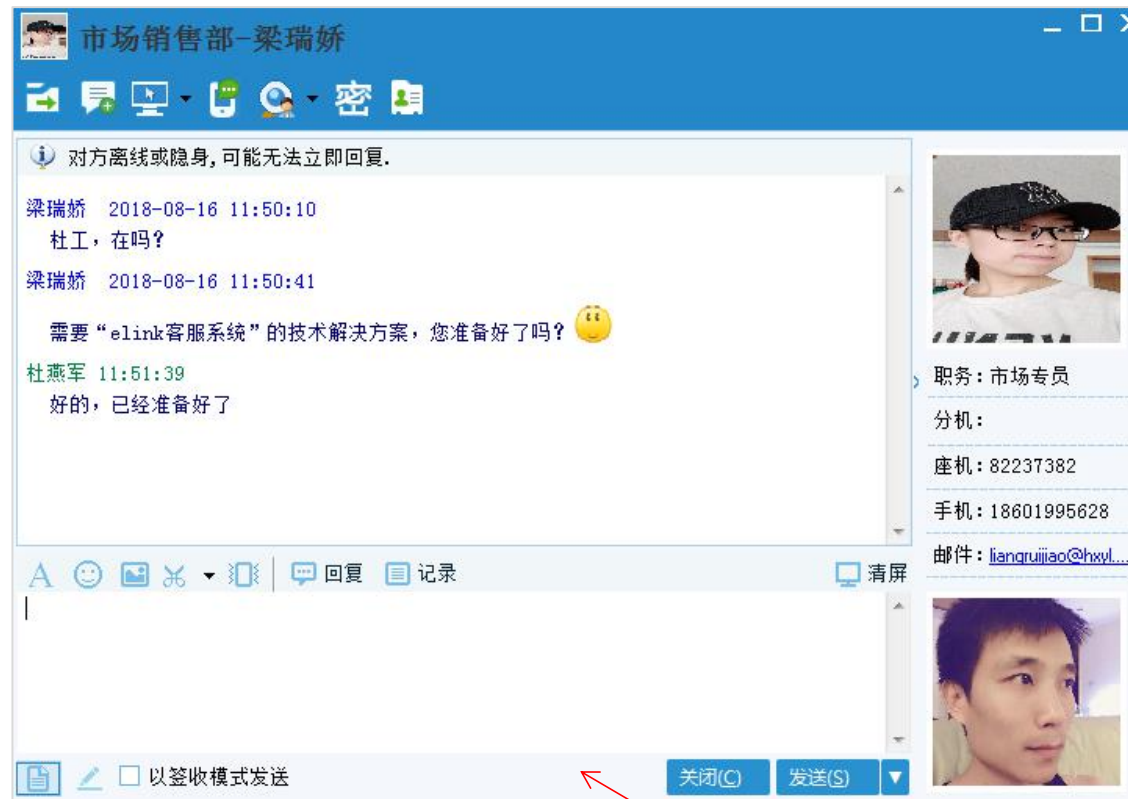 市场销售部-梁瑞娇
密
对方离线或隐身,可能无法立即回复.
梁瑞娇 2018-08-16 11:50:10
杜工，在吗？
梁瑞娇 2018-08-16 11:50:41
需要“elink客服系统”的技术解决方案，您准备好了吗？
杜燕军 11:51:39
好的，已经准备好了
职务：市场专员
分机：
座机：82237382
手机：18601995628
邮件：liangruijiao@hxyl....
A 回复 记录 清屏
以签收模式发送 关闭(C) 发送(S)